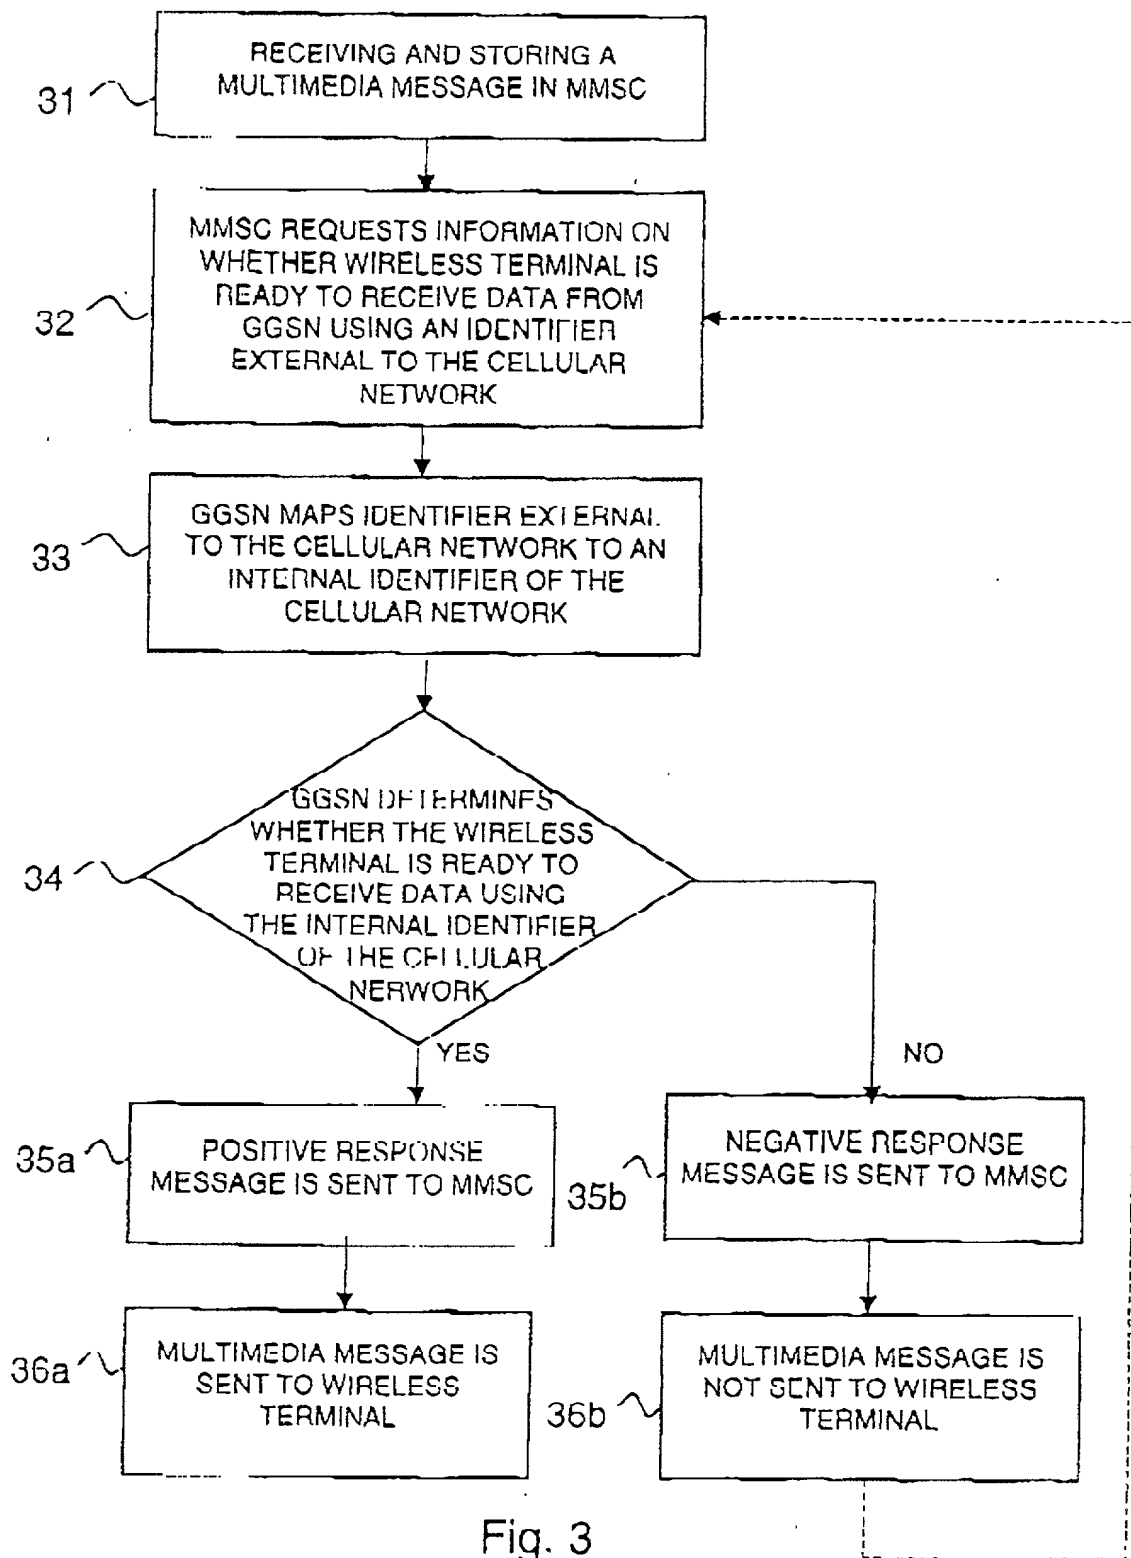 31
RECEIVING AND STORING A
MULTIMEDIA MESSAGE IN MMSC
32
MMSC REQUESTS INFORMATION ON
WHETHER WIRELESS TERMINAL IS
READY TO RECEIVE DATA FROM
GGSN USING AN IDENTIFIER
EXTERNAL TO THE CELLULAR
NETWORK
33
GGSN MAPS IDENTIFIER EXTERNAL
TO THE CELLULAR NETWORK TO AN
INTERNAL IDENTIFIER OF THE
CELLULAR NETWORK
34
GGSN DETERMINES
WHETHER THE WIRELESS
TERMINAL IS READY TO
RECEIVE DATA USING
THE INTERNAL IDENTIFIER
OF THE CELLULAR
NERWORK
YES
NO
35a
POSITIVE RESPONSE
MESSAGE IS SENT TO MMSC
35b
NEGATIVE RESPONSE
MESSAGE IS SENT TO MMSC
36a
MULTIMEDIA MESSAGE IS
SENT TO WIRELESS
TERMINAL
36b
MULTIMEDIA MESSAGE IS
NOT SENT TO WIRELESS
TERMINAL
Fig. 3